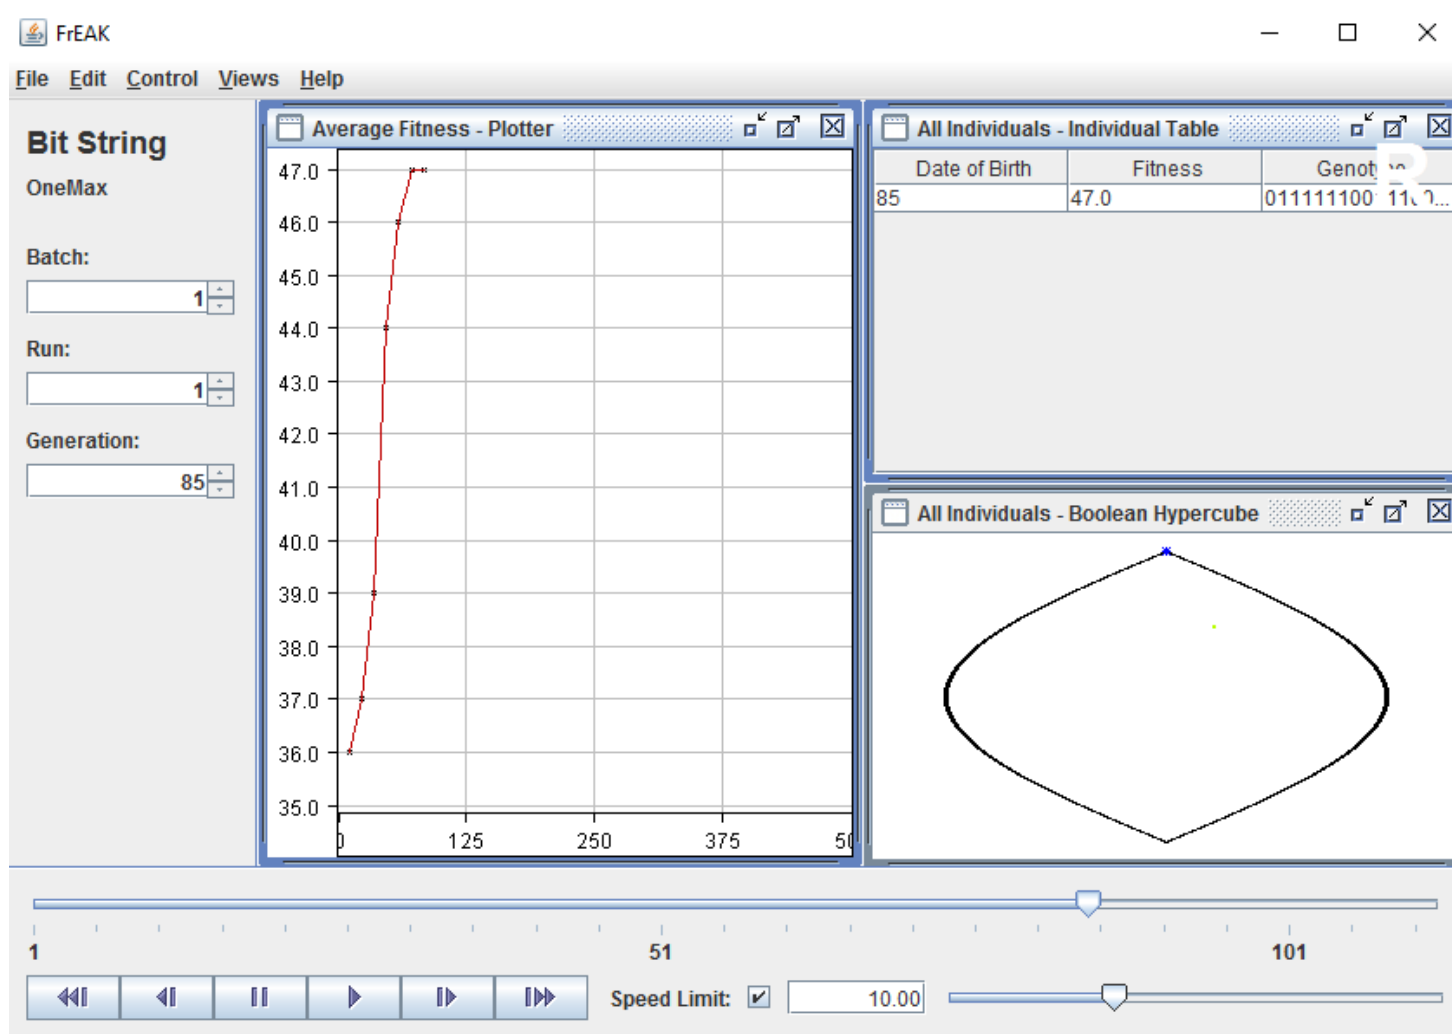 FrEAK
File Edit Control Views Help
Bit String
OneMax
Batch:
1
Run:
1
Generation:
85
Average Fitness - Plotter
47.0
46.0
45.0
44.0
43.0
42.0
41.0
40.0
39.0
38.0
37.0
36.0
35.0
125 250 375
All Individuals - Individual Table
R
Date of Birth Fitness
85 47.0
All Individuals - Boolean Hypercube
1 51 101
Speed Limit: 10.00